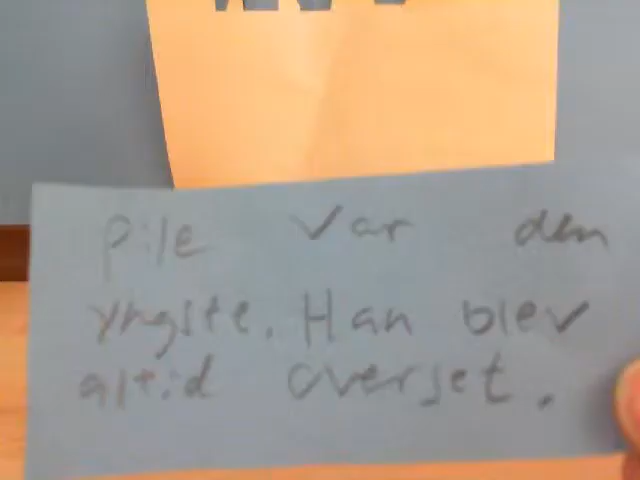 Pile var den
yngste. Han blev
altid overset.